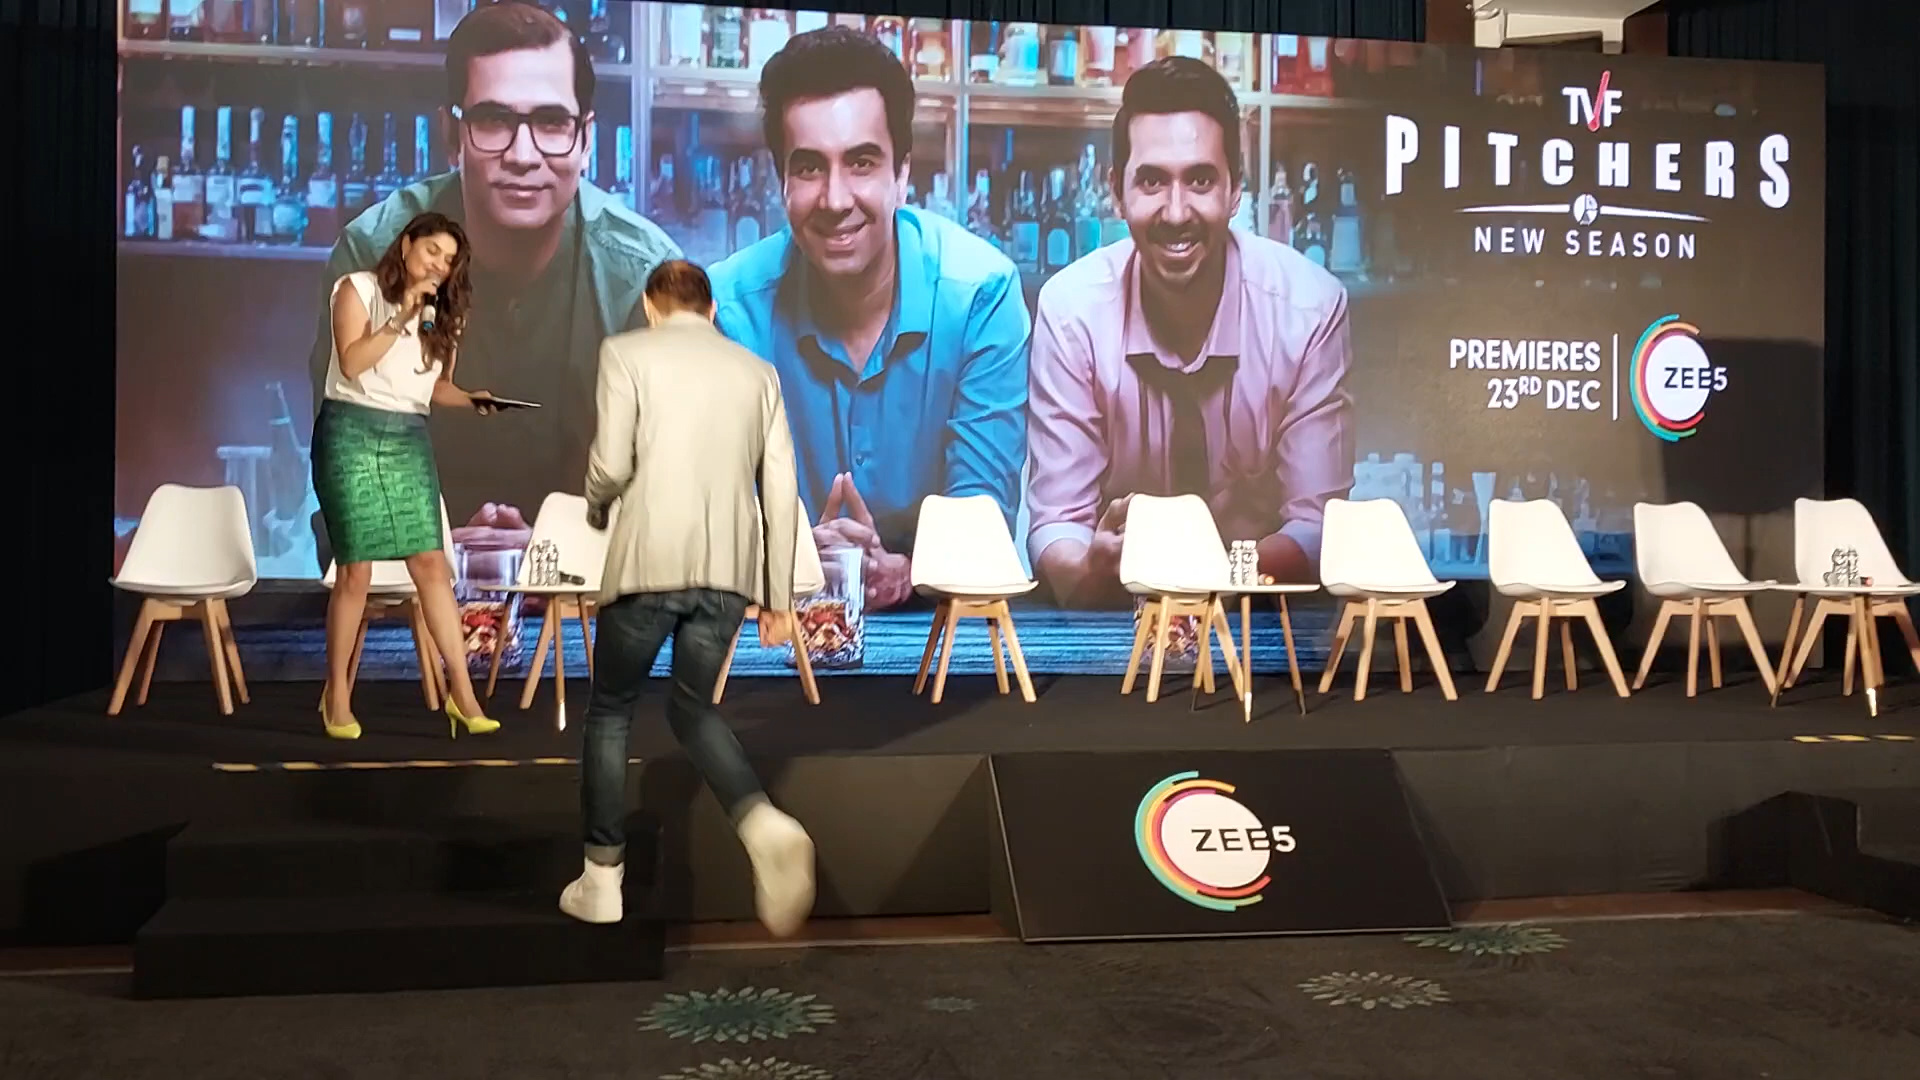 TVF
PITCHERS
NEW SEASON
PREMIERES
23RD DEC
ZEE5
ZEE5